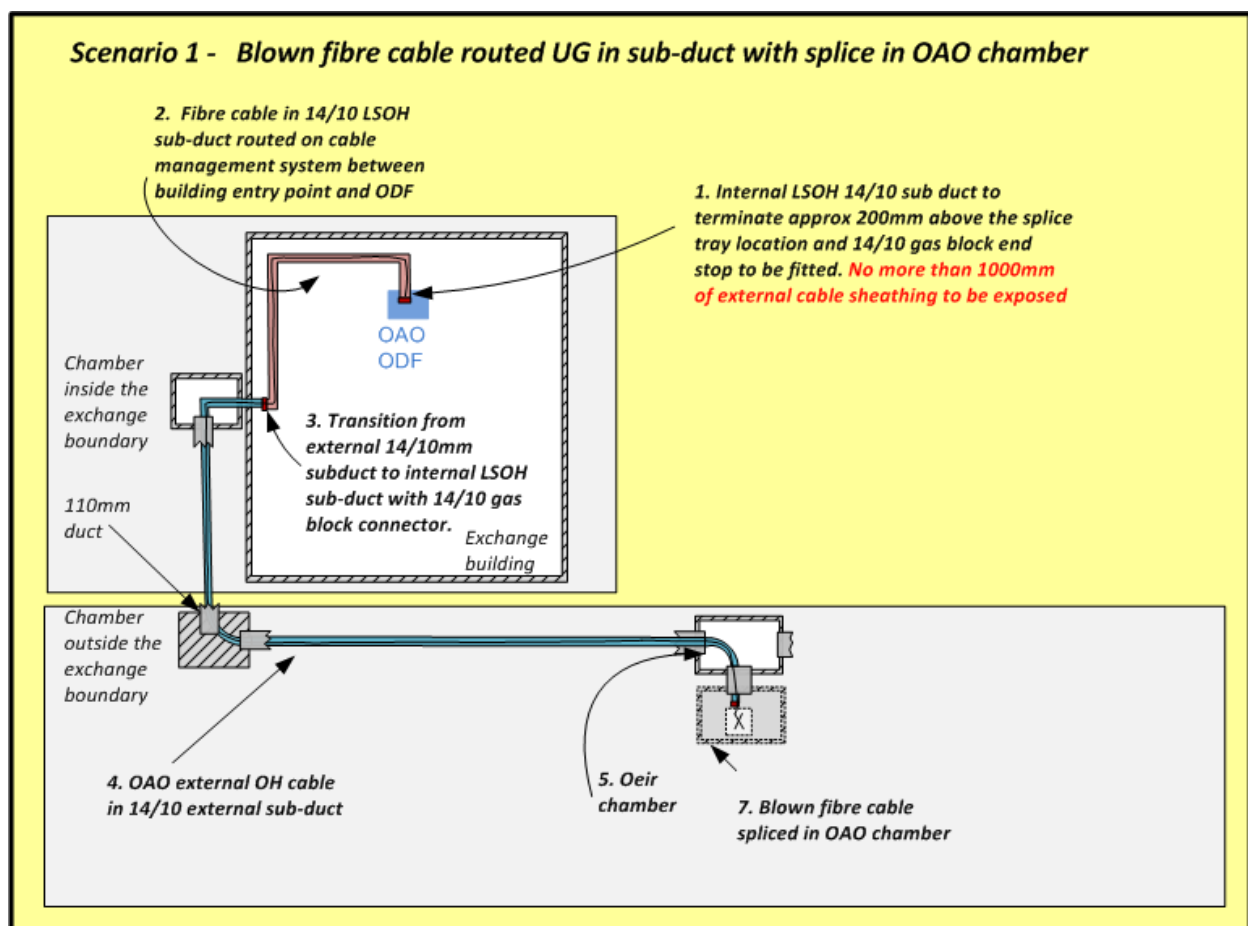 Scenario 1 - Blown fibre cable routed UG in sub-duct with splice in OAO chamber
2. Fibre cable in 14/10 LSOH
sub-duct routed on cable
management system between
building entry point and ODF
1. Internal LSOH 14/10 sub duct to
terminate approx 200mm above the splice
tray location and 14/10 gas block end
stop to be fitted. No more than 1000mm
of external cable sheathing to be exposed
OAO
ODF
Chamber
inside the
exchange
boundary
3. Transition from
external 14/10mm
subduct to internal LSOH
sub-duct with 14/10 gas
block connector.
Exchange
building
110mm
duct
Chamber
outside the
exchange
boundary
X
4. OAO external OH cable
in 14/10 external sub-duct
5. Oeir
chamber
7. Blown fibre cable
spliced in OAO chamber